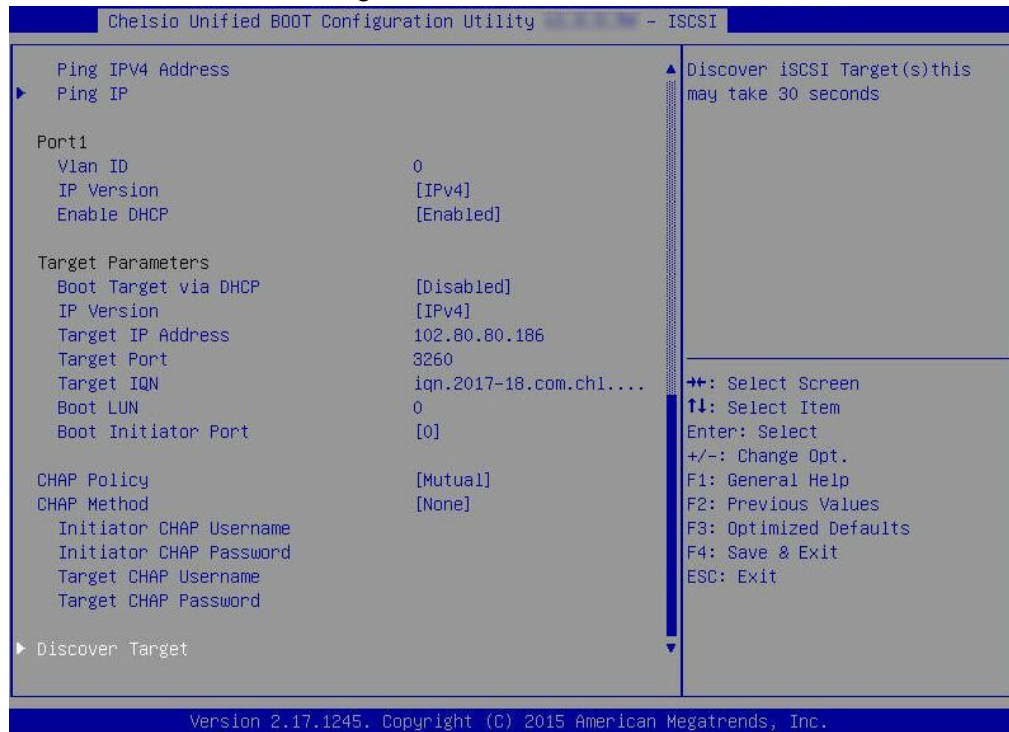 Chelsio Unified BOOT Configuration Utility - ISCSI
Ping IPV4 Address
Ping IP
Port1
Vlan ID 0
IP Version [IPv4]
Enable DHCP [Enabled]
Target Parameters
Boot Target via DHCP [Disabled]
IP Version [IPv4]
Target IP Address 102.80.80.186
Target Port 3260
Target IQN iqn.2017-18.com.chl....
Boot LUN 0
Boot Initiator Port [0]
CHAP Policy [Mutual]
CHAP Method [None]
Initiator CHAP Username
Initiator CHAP Password
Target CHAP Username
Target CHAP Password
Discover Target
Discover iSCSI Target(s)this
may take 30 seconds
→←: Select Screen
↑↓: Select Item
Enter: Select
+/-: Change Opt.
F1: General Help
F2: Previous Values
F3: Optimized Defaults
F4: Save & Exit
ESC: Exit
Version 2.17.1245. Copyright (C) 2015 American Megatrends, Inc.